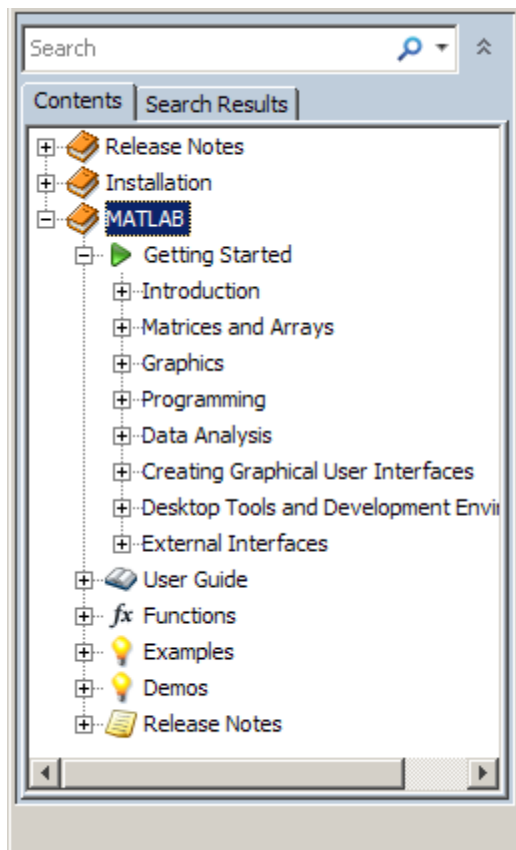 Search
Contents Search Results
Release Notes
Installation
MATLAB
Getting Started
Introduction
Matrices and Arrays
Graphics
Programming
Data Analysis
Creating Graphical User Interfaces
Desktop Tools and Development Envi
External Interfaces
User Guide
fx Functions
Examples
Demos
Release Notes